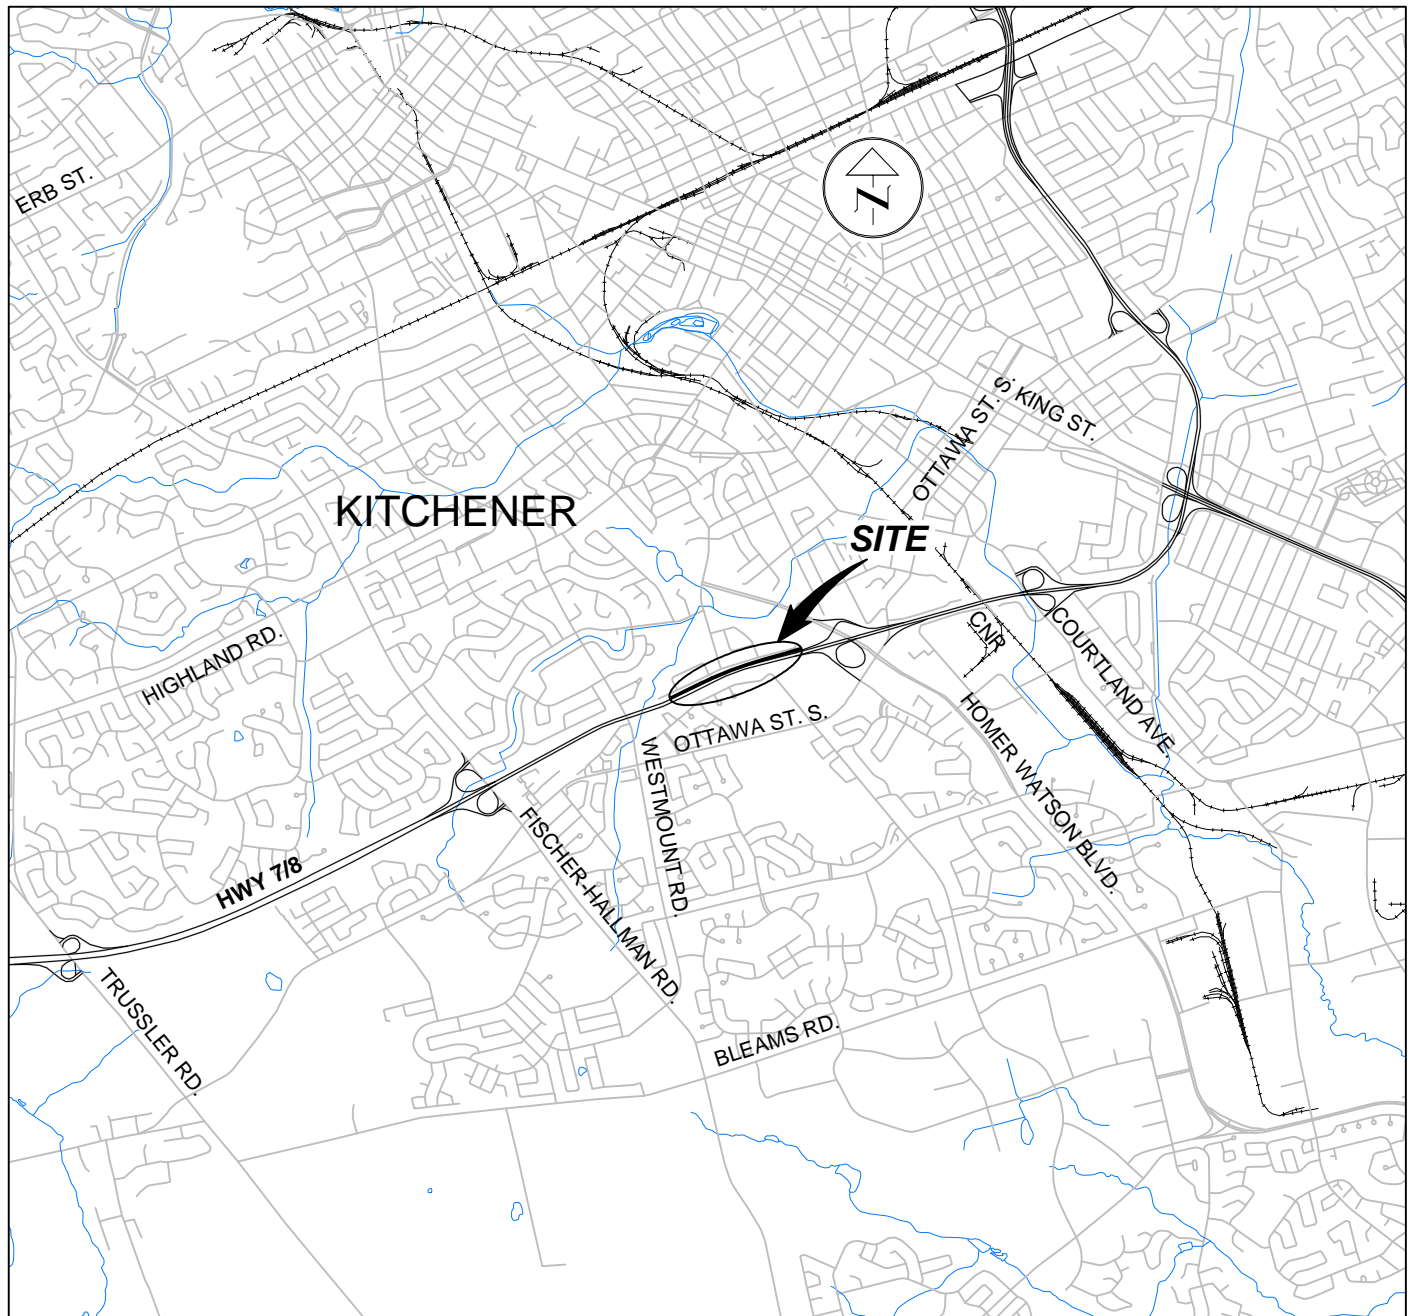 ERB ST.
N
OTTAWA ST. S.
KING ST.
KITCHENER
SITE
CNR
COURTLAND AVE.
HIGHLAND RD.
OTTAWA ST. S.
HOMER WATSON BLVD.
WESTMOUNT RD.
FISCHER-HALLMAN RD.
HWY 7/8
TRUSSLER RD.
BLEAMS RD.